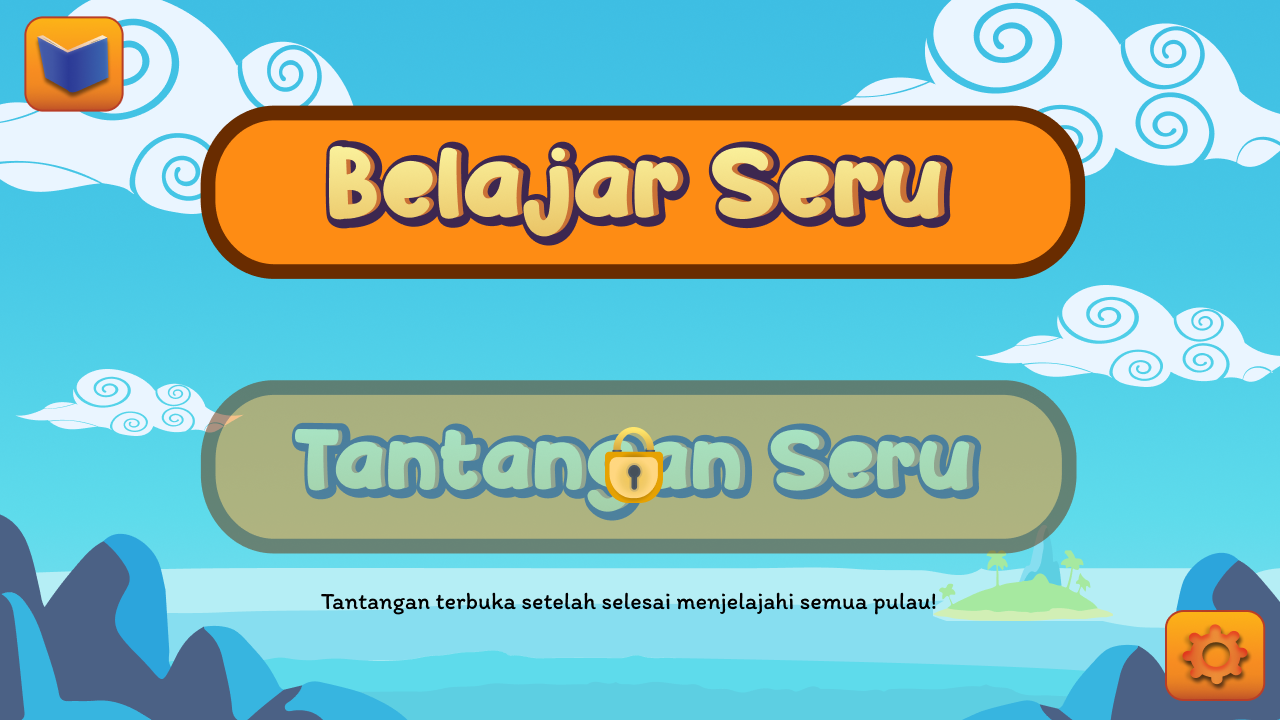 Belajar Seru
Tantangan Seru
Tantangan terbuka setelah selesai menjelajahi semua pulau!